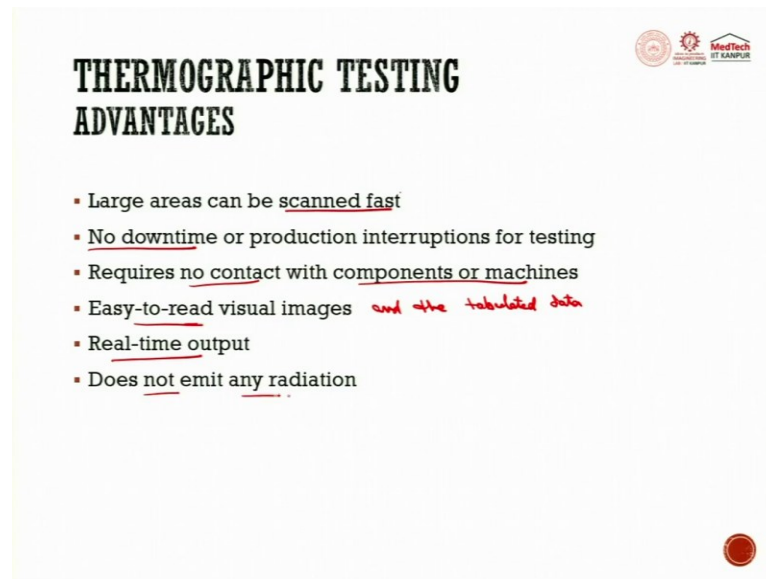 MedTech
IIT KANPUR
THERMOGRAPHIC TESTING
ADVANTAGES
▪ Large areas can be scanned fast
▪ No downtime or production interruptions for testing
▪ Requires no contact with components or machines
▪ Easy-to-read visual images and the tabulated data
▪ Real-time output
▪ Does not emit any radiation